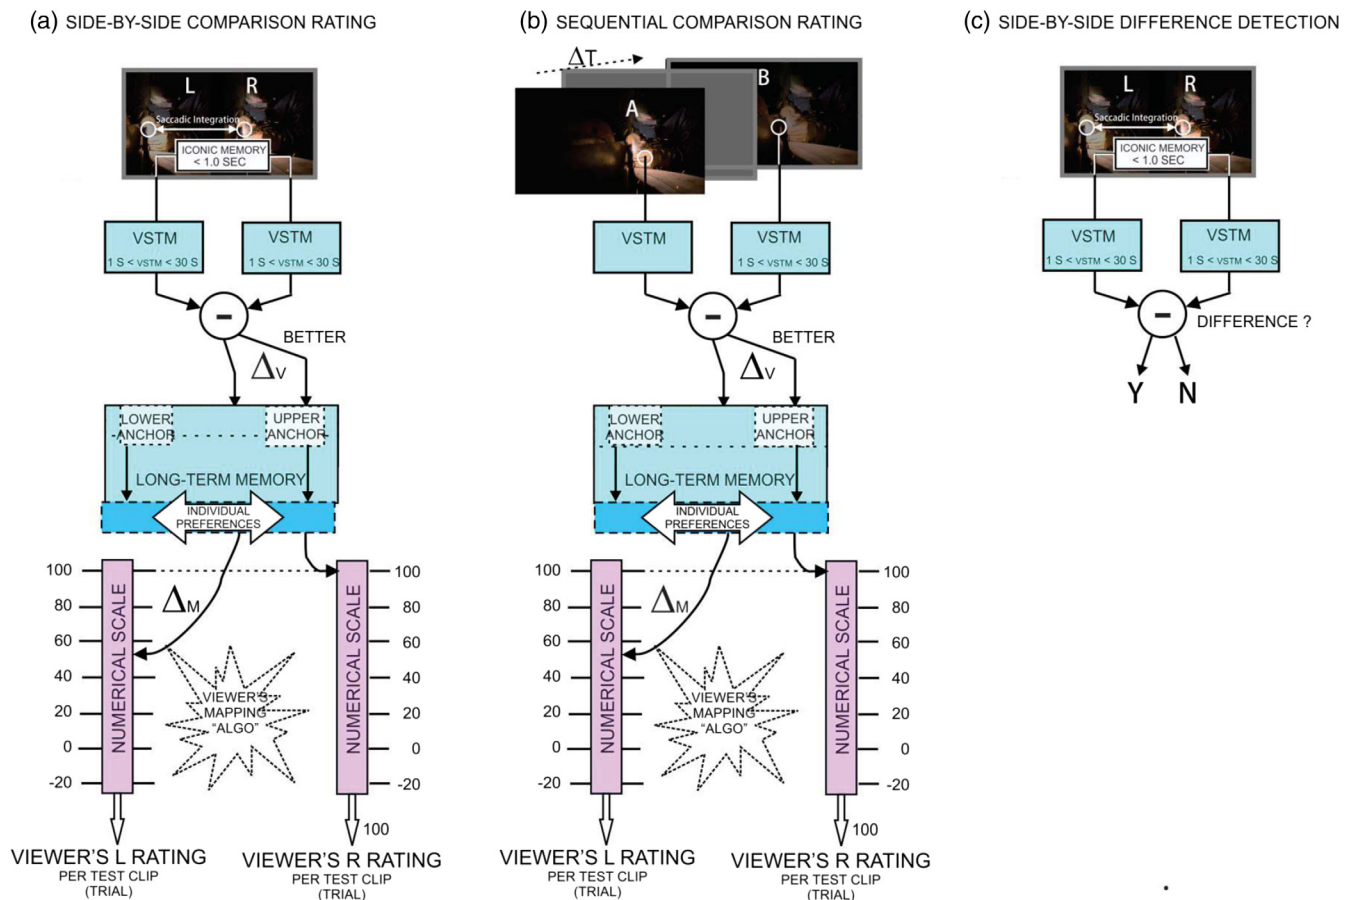 (a) SIDE-BY-SIDE COMPARISON RATING
L R
Saccadic Integration
ICONIC MEMORY
< 1.0 SEC
VSTM
1 S < VSTM < 30 S
VSTM
1 S < VSTM < 30 S
-
BETTER
ΔV
LOWER
ANCHOR
UPPER
ANCHOR
LONG-TERM MEMORY
INDIVIDUAL
PREFERENCES
100
80
60
40
20
0
-20
NUMERICAL SCALE
ΔM
VIEWER'S
MAPPING
"ALGO"
NUMERICAL SCALE
100
80
60
40
20
0
-20
100
VIEWER'S L RATING
PER TEST CLIP
(TRIAL)
VIEWER'S R RATING
PER TEST CLIP
(TRIAL)
(b) SEQUENTIAL COMPARISON RATING
ΔT
A
B
VSTM
VSTM
1 S < VSTM < 30 S
-
BETTER
ΔV
LOWER
ANCHOR
UPPER
ANCHOR
LONG-TERM MEMORY
INDIVIDUAL
PREFERENCES
100
80
60
40
20
0
-20
NUMERICAL SCALE
ΔM
VIEWER'S
MAPPING
"ALGO"
NUMERICAL SCALE
100
80
60
40
20
0
-20
100
VIEWER'S L RATING
PER TEST CLIP
(TRIAL)
VIEWER'S R RATING
PER TEST CLIP
(TRIAL)
(c) SIDE-BY-SIDE DIFFERENCE DETECTION
L R
Saccadic Integration
ICONIC MEMORY
< 1.0 SEC
VSTM
1 S < VSTM < 30 S
VSTM
1 S < VSTM < 30 S
-
DIFFERENCE ?
Y N